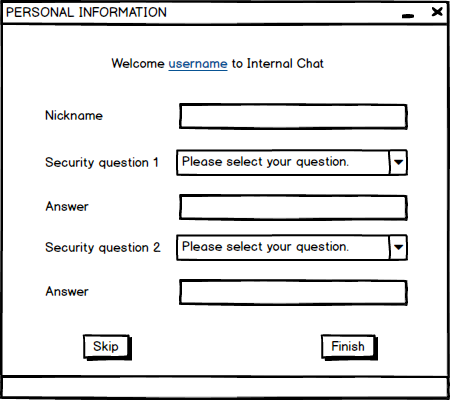 PERSONAL INFORMATION
Welcome username to Internal Chat
Nickname
Security question 1 Please select your question.
Answer
Security question 2 Please select your question.
Answer
Skip Finish